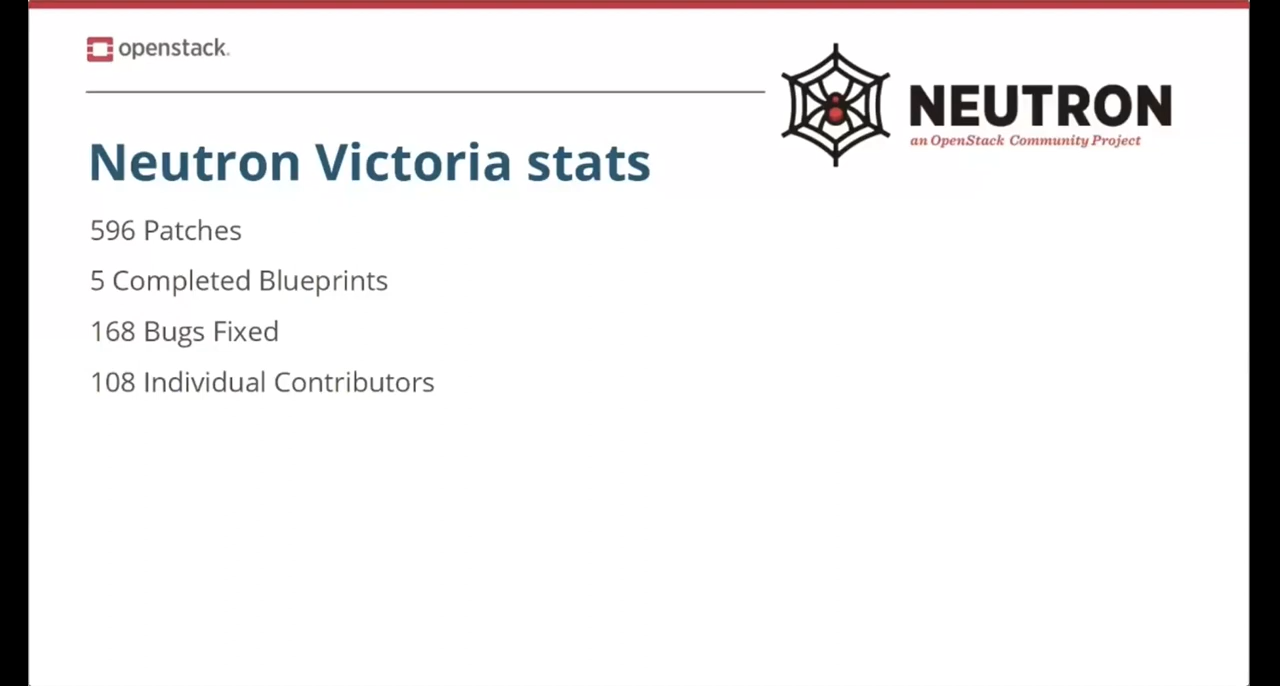 openstack.
NEUTRON
an OpenStack Community Project
Neutron Victoria stats
596 Patches
5 Completed Blueprints
168 Bugs Fixed
108 Individual Contributors